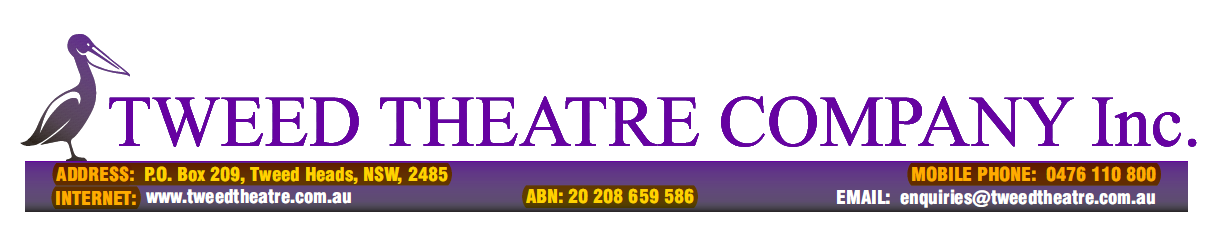 TWEED THEATRE COMPANY Inc.
ADDRESS: P.O. Box 209, Tweed Heads, NSW, 2485 MOBILE PHONE: 0476 110 800
INTERNET: www.tweedtheatre.com.au ABN: 20 208 659 586 EMAIL: enquiries@tweedtheatre.com.au